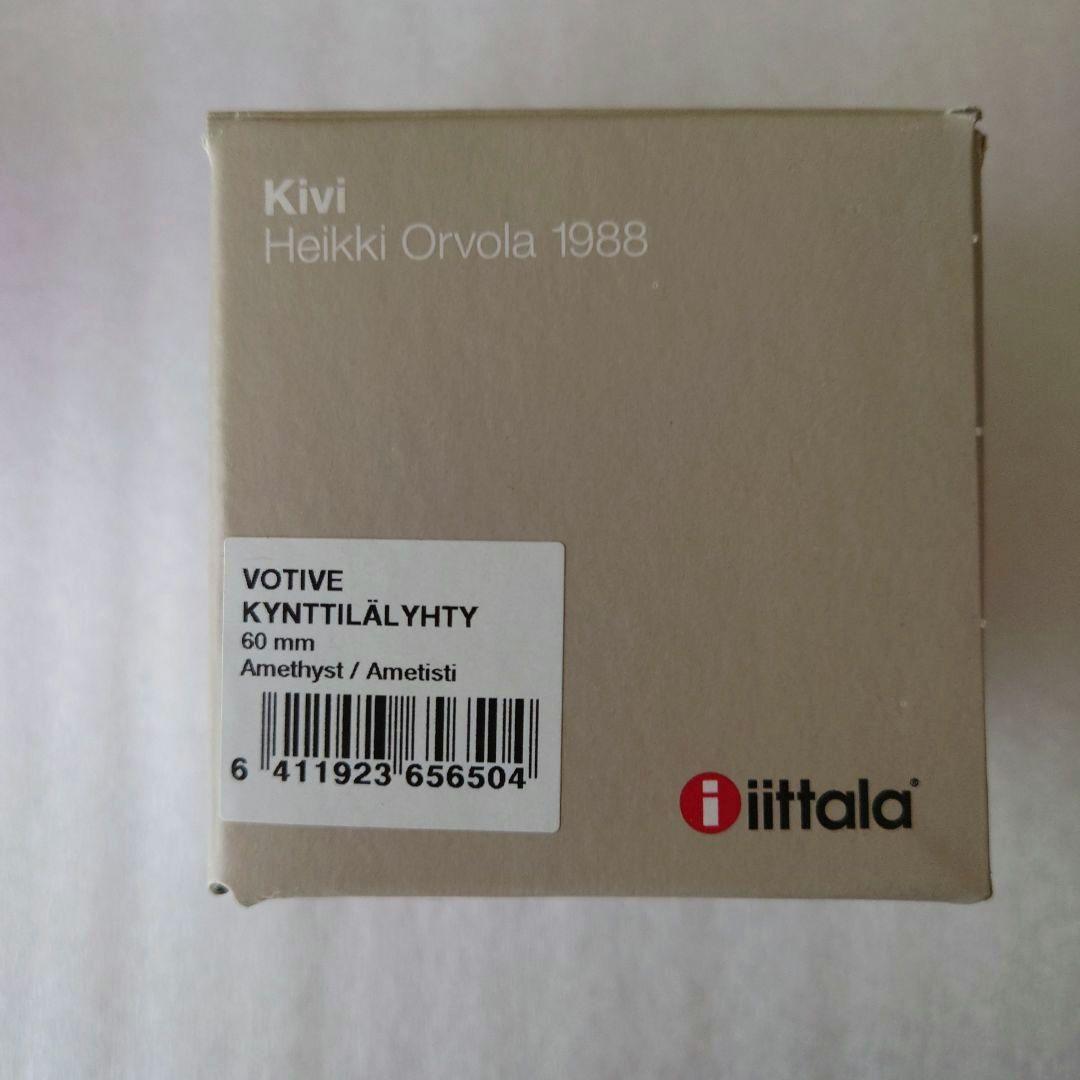 Kivi
Heikki Orvola 1988
VOTIVE
KYNTTILÄLYHTY
60 mm
Amethyst / Ametisti
6 411923 656504
i iittala®